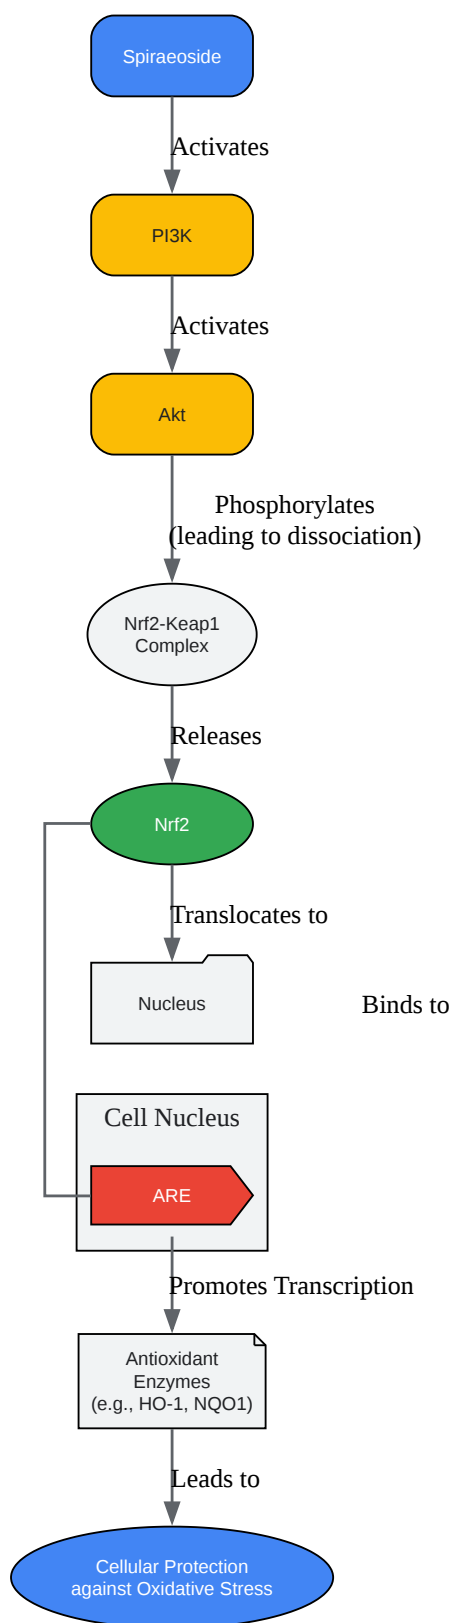 Spiraeoside
Activates
PI3K
Activates
Akt
Phosphorylates
(leading to dissociation)
Nrf2-Keap1
Complex
Releases
Nrf2
Translocates to
Nucleus
Binds to
Cell Nucleus
ARE
Promotes Transcription
Antioxidant
Enzymes
(e.g., HO-1, NQO1)
Leads to
Cellular Protection
against Oxidative Stress